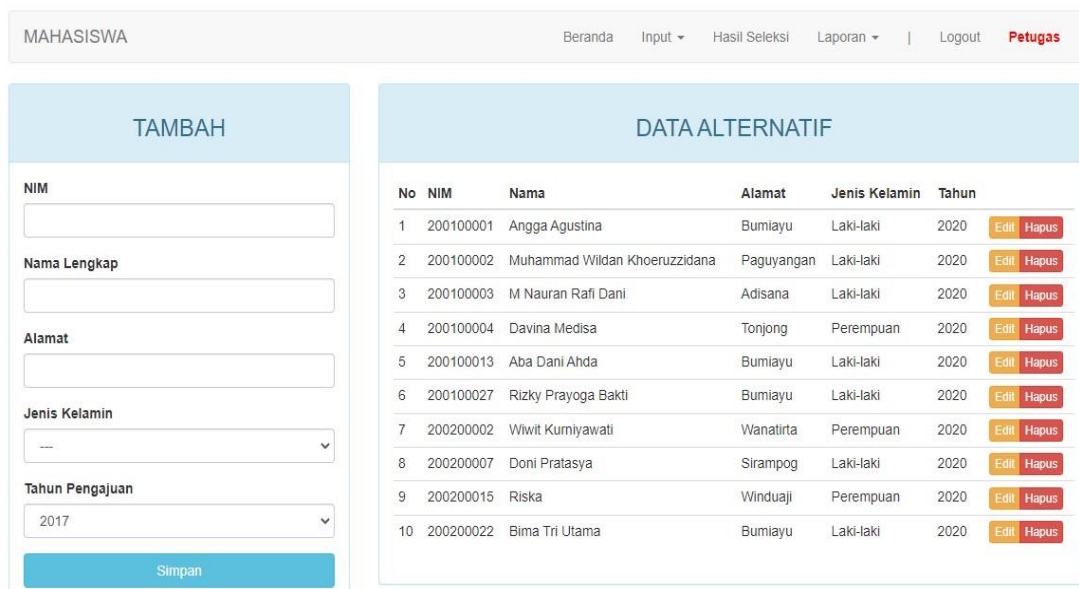 MAHASISWA Beranda Input Hasil Seleksi Laporan | Logout Petugas
TAMBAH
NIM
Nama Lengkap
Alamat
Jenis Kelamin
---
Tahun Pengajuan
2017
Simpan
DATA ALTERNATIF
No NIM Nama Alamat Jenis Kelamin Tahun
1 200100001 Angga Agustina Bumiayu Laki-laki 2020 Edit Hapus
2 200100002 Muhammad Wildan Khoeruzzidana Paguyangan Laki-laki 2020 Edit Hapus
3 200100003 M Nauran Rafi Dani Adisana Laki-laki 2020 Edit Hapus
4 200100004 Davina Medisa Tonjong Perempuan 2020 Edit Hapus
5 200100013 Aba Dani Ahda Bumiayu Laki-laki 2020 Edit Hapus
6 200100027 Rizky Prayoga Bakti Bumiayu Laki-laki 2020 Edit Hapus
7 200200002 Wiwit Kurniyawati Wanatirta Perempuan 2020 Edit Hapus
8 200200007 Doni Pratasya Sirampog Laki-laki 2020 Edit Hapus
9 200200015 Riska Winduaji Perempuan 2020 Edit Hapus
10 200200022 Bima Tri Utama Bumiayu Laki-laki 2020 Edit Hapus